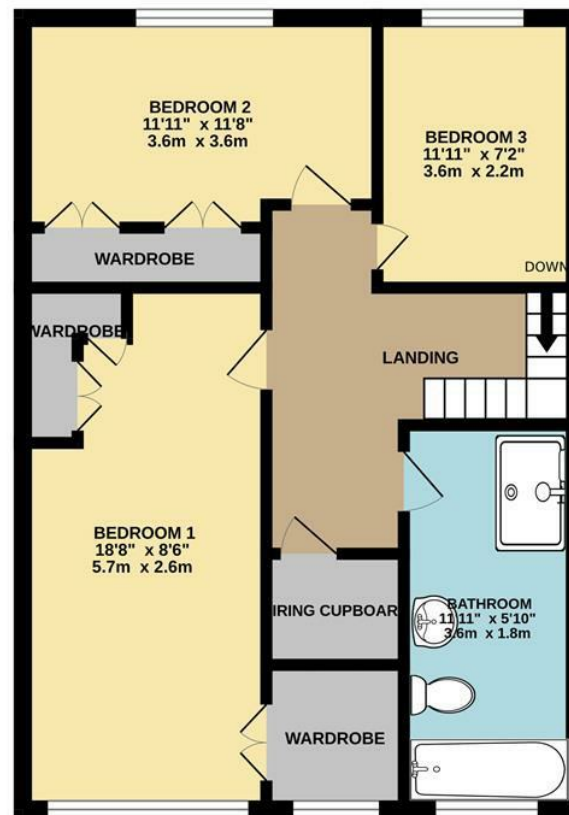 BEDROOM 2
11'11" x 11'8"
3.6m x 3.6m
BEDROOM 3
11'11" x 7'2"
3.6m x 2.2m
DOWN
WARDROBE
WARDROBE
LANDING
BEDROOM 1
18'8" x 8'6"
5.7m x 2.6m
IRING CUPBOAR
BATHROOM
11'11" x 5'10"
3.6m x 1.8m
WARDROBE